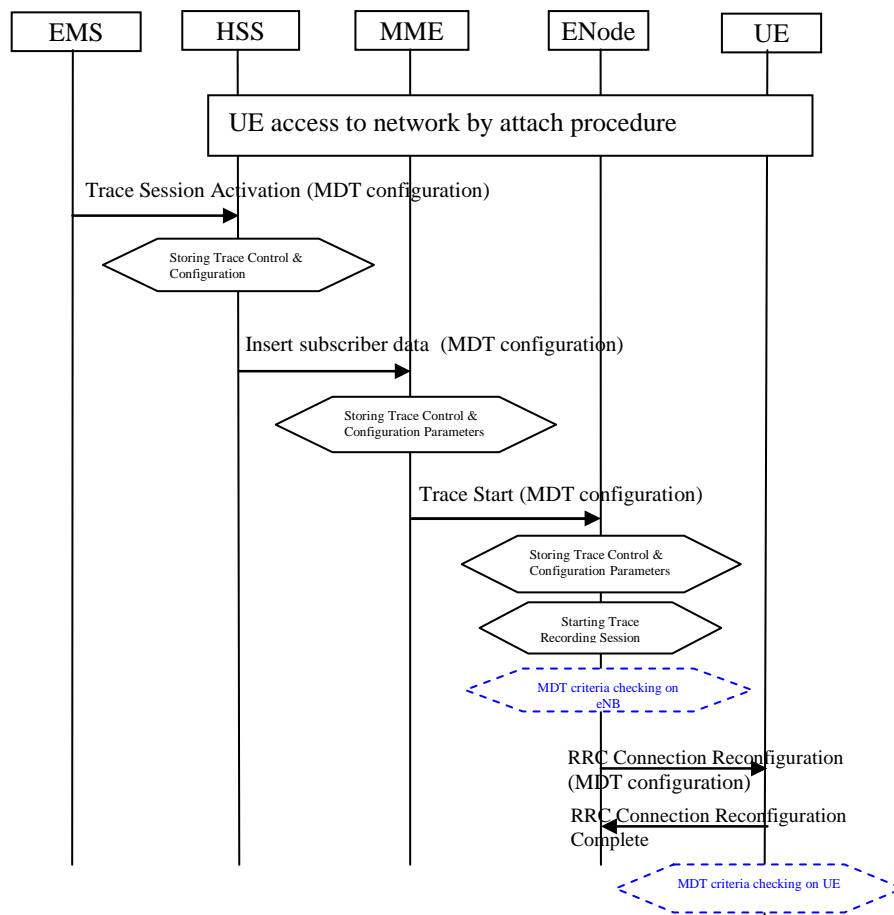 EMS HSS MME ENode UE
UE access to network by attach procedure
Trace Session Activation (MDT configuration)
Storing Trace Control &
Configuration
Insert subscriber data (MDT configuration)
Storing Trace Control &
Configuration Parameters
Trace Start (MDT configuration)
Storing Trace Control &
Configuration Parameters
Starting Trace
Recording Session
MDT criteria checking on
eNB
RRC Connection Reconfiguration
(MDT configuration)
RRC Connection Reconfiguration
Complete
MDT criteria checking on UE